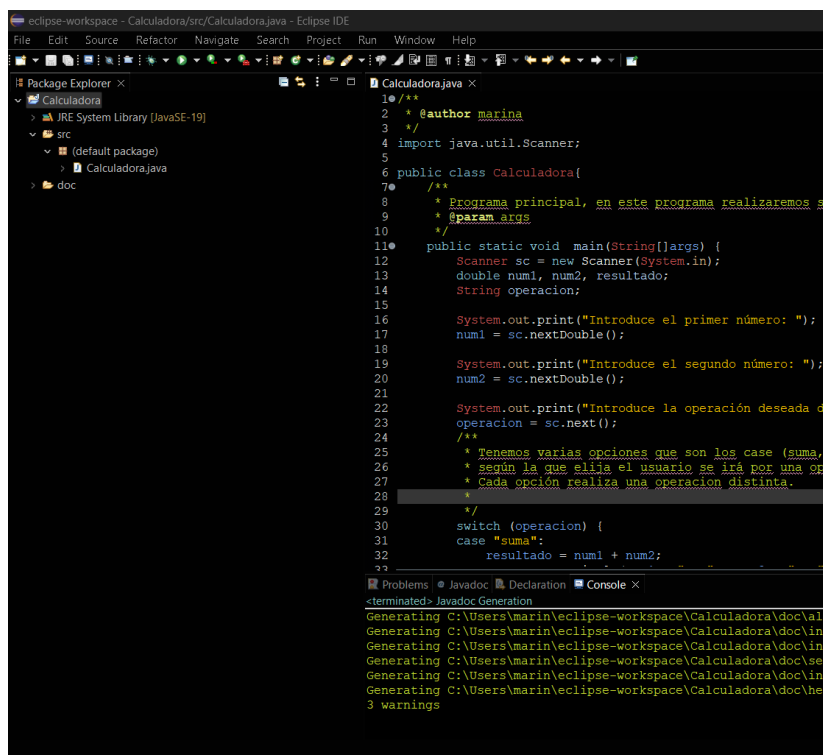 eclipse-workspace - Calculadora/src/Calculadora.java - Eclipse IDE
File Edit Source Refactor Navigate Search Project Run Window Help
Package Explorer
Calculadora
JRE System Library [JavaSE-19]
src
(default package)
Calculadora.java
doc
Calculadora.java
1 /**
2 * @author marina
3 */
4 import java.util.Scanner;
5
6 public class Calculadora{
7 /**
8 * Programa principal, en este programa realizaremos s
9 * @param args
10 */
11 public static void main(String[]args) {
12 Scanner sc = new Scanner(System.in);
13 double num1, num2, resultado;
14 String operacion;
15
16 System.out.print("Introduce el primer número: ");
17 num1 = sc.nextDouble();
18
19 System.out.print("Introduce el segundo número: ");
20 num2 = sc.nextDouble();
21
22 System.out.print("Introduce la operación deseada d
23 operacion = sc.next();
24 /**
25 * Tenemos varias opciones que son los case (suma,
26 * según la que elija el usuario se irá por una op
27 * Cada opción realiza una operacion distinta.
28 *
29 */
30 switch (operacion) {
31 case "suma":
32 resultado = num1 + num2;
33
Problems Javadoc Declaration Console
<terminated> Javadoc Generation
Generating C:\Users\marin\eclipse-workspace\Calculadora\doc\al
Generating C:\Users\marin\eclipse-workspace\Calculadora\doc\in
Generating C:\Users\marin\eclipse-workspace\Calculadora\doc\in
Generating C:\Users\marin\eclipse-workspace\Calculadora\doc\se
Generating C:\Users\marin\eclipse-workspace\Calculadora\doc\in
Generating C:\Users\marin\eclipse-workspace\Calculadora\doc\he
3 warnings